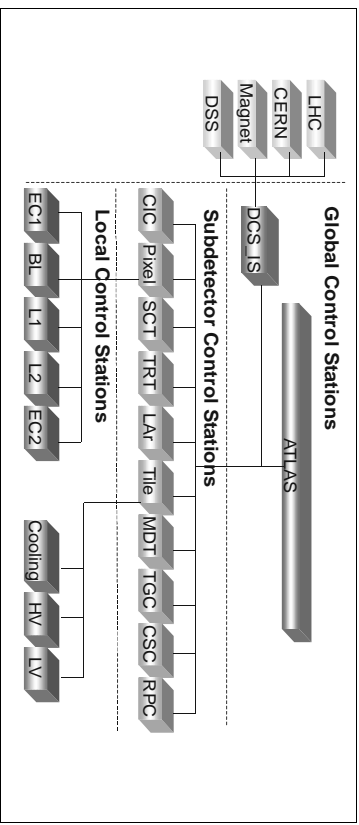 Global Control Stations
LHC
CERN
Magnet
DSS
ATLAS
DCS_IS
Subdetector Control Stations
CIC
Pixel
SCT
TRT
LAr
Tile
MDT
TGC
CSC
RPC
Local Control Stations
EC1
BL
L1
L2
EC2
Cooling
HV
LV